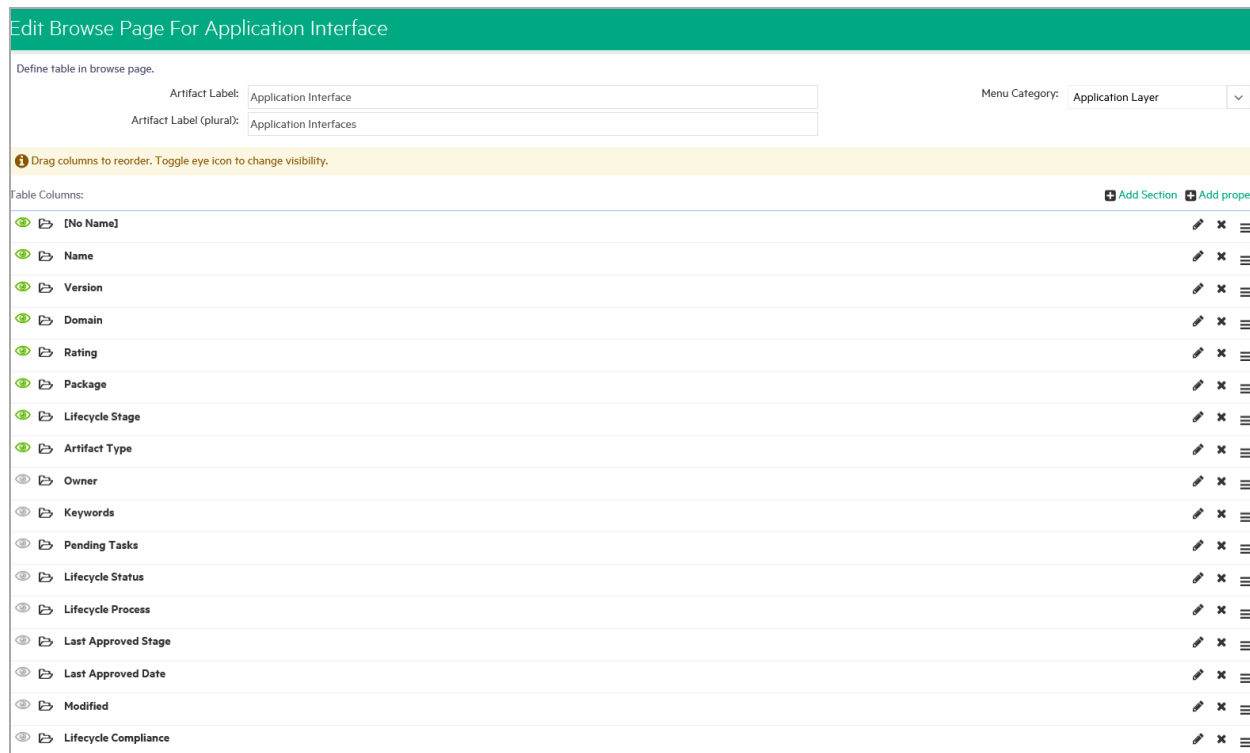 Edit Browse Page For Application Interface
Define table in browse page.
Artifact Label: Application Interface Menu Category: Application Layer
Artifact Label (plural): Application Interfaces
Drag columns to reorder. Toggle eye icon to change visibility.
Table Columns: Add Section Add prope
[No Name]
Name
Version
Domain
Rating
Package
Lifecycle Stage
Artifact Type
Owner
Keywords
Pending Tasks
Lifecycle Status
Lifecycle Process
Last Approved Stage
Last Approved Date
Modified
Lifecycle Compliance